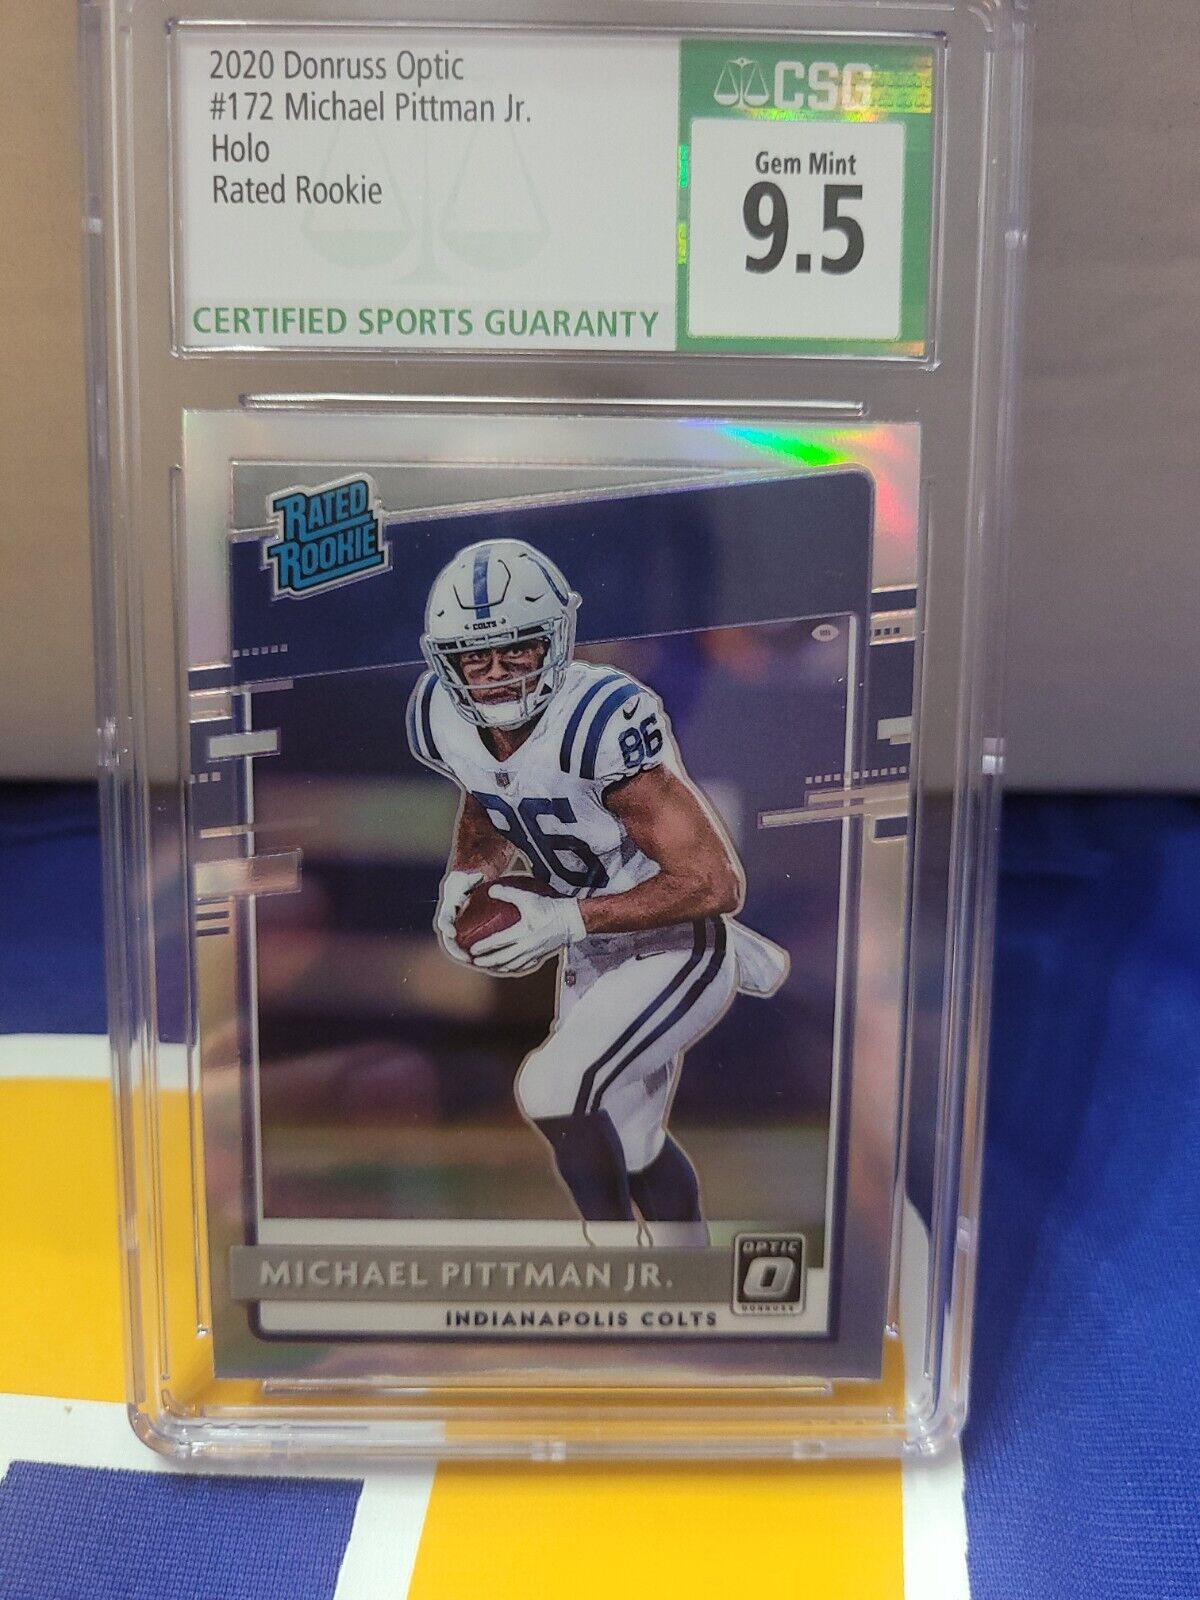 2020 Donruss Optic
#172 Michael Pittman Jr.
Holo
Rated Rookie
CERTIFIED SPORTS GUARANTY
CSG
Gem Mint
9.5
RATED
ROOKIE
COLTS
86
86
MICHAEL PITTMAN JR.
INDIANAPOLIS COLTS
OPTIC
DONRUSS